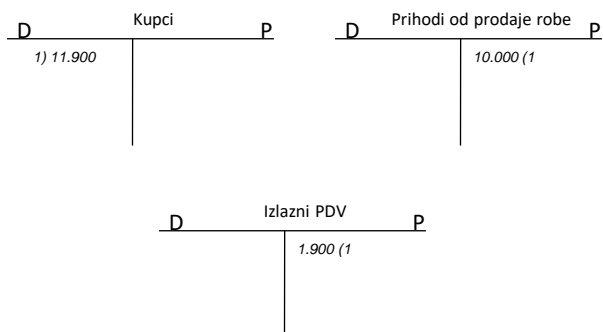 Kupci
D P
1) 11.900
Prihodi od prodaje robe
D P
10.000 (1
Izlazni PDV
D P
1.900 (1